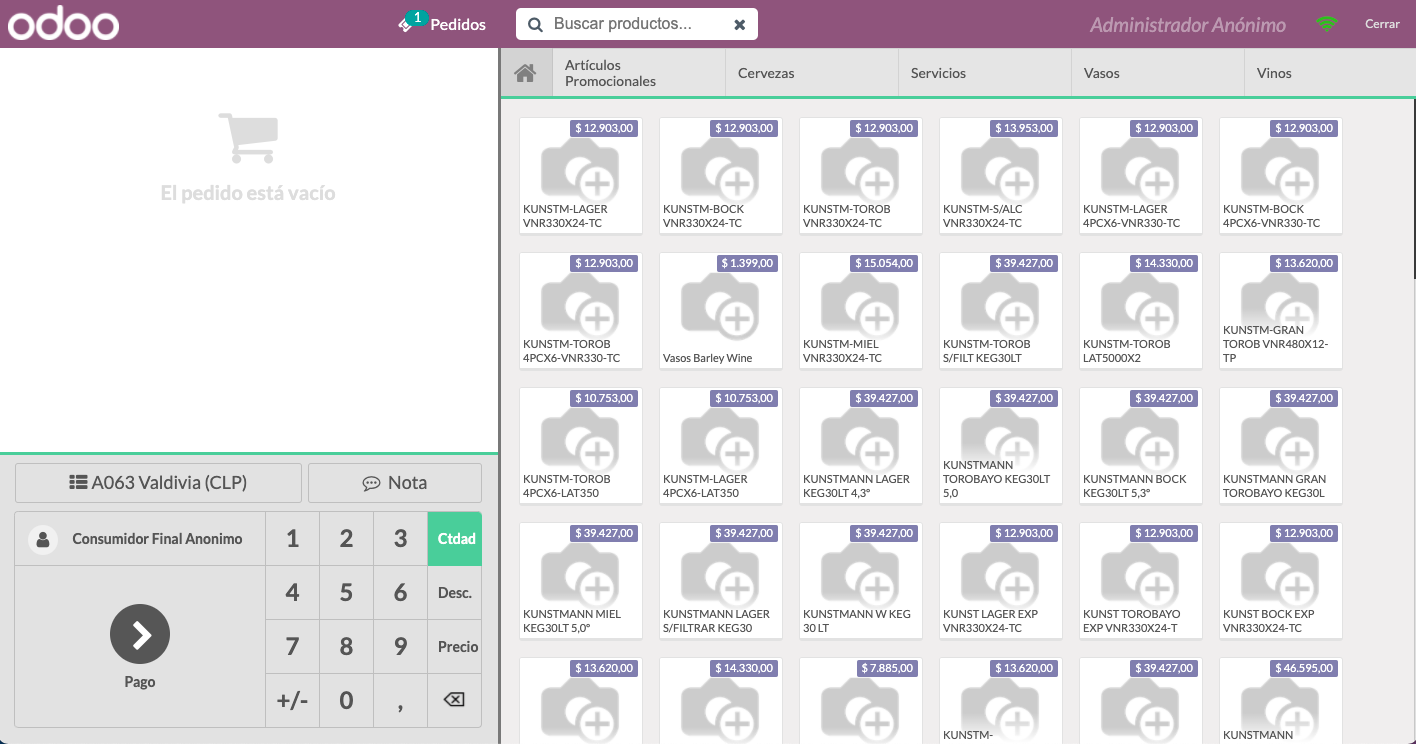 odoo
1
Pedidos
Buscar productos...
Administrador Anónimo
Cerrar
El pedido está vacío
A063 Valdivia (CLP)
Nota
Consumidor Final Anonimo
1 2 3 Ctdad
4 5 6 Desc.
7 8 9 Precio
+/- 0 ,
Pago
Artículos
Promocionales
Cervezas
Servicios
Vasos
Vinos
$ 12.903,00
KUNSTM-LAGER
VNR330X24-TC
$ 12.903,00
KUNSTM-BOCK
VNR330X24-TC
$ 12.903,00
KUNSTM-TOROB
VNR330X24-TC
$ 13.953,00
KUNSTM-S/ALC
VNR330X24-TC
$ 12.903,00
KUNSTM-LAGER
4PCX6-VNR330-TC
$ 12.903,00
KUNSTM-BOCK
4PCX6-VNR330-TC
$ 12.903,00
KUNSTM-TOROB
4PCX6-VNR330-TC
$ 1.399,00
Vasos Barley Wine
$ 15.054,00
KUNSTM-MIEL
VNR330X24-TC
$ 39.427,00
KUNSTM-TOROB
S/FILT KEG30LT
$ 14.330,00
KUNSTM-TOROB
LAT5000X2
$ 13.620,00
KUNSTM-GRAN
TOROB VNR480X12-
TP
$ 10.753,00
KUNSTM-TOROB
4PCX6-LAT350
$ 10.753,00
KUNSTM-LAGER
4PCX6-LAT350
$ 39.427,00
KUNSTMANN LAGER
KEG30LT 4,3º
$ 39.427,00
KUNSTMANN
TOROBAYO KEG30LT
5,0
$ 39.427,00
KUNSTMANN BOCK
KEG30LT 5,3º
$ 39.427,00
KUNSTMANN GRAN
TOROBAYO KEG30L
$ 39.427,00
KUNSTMANN MIEL
KEG30LT 5,0º
$ 39.427,00
KUNSTMANN LAGER
S/FILTRAR KEG30
$ 39.427,00
KUNSTMANN W KEG
30 LT
$ 12.903,00
KUNST LAGER EXP
VNR330X24-TC
$ 12.903,00
KUNST TOROBAYO
EXP VNR330X24-T
$ 12.903,00
KUNST BOCK EXP
VNR330X24-TC
$ 13.620,00
$ 14.330,00
$ 7.885,00
$ 13.620,00
KUNSTM-
$ 39.427,00
$ 46.595,00
KUNSTMANN